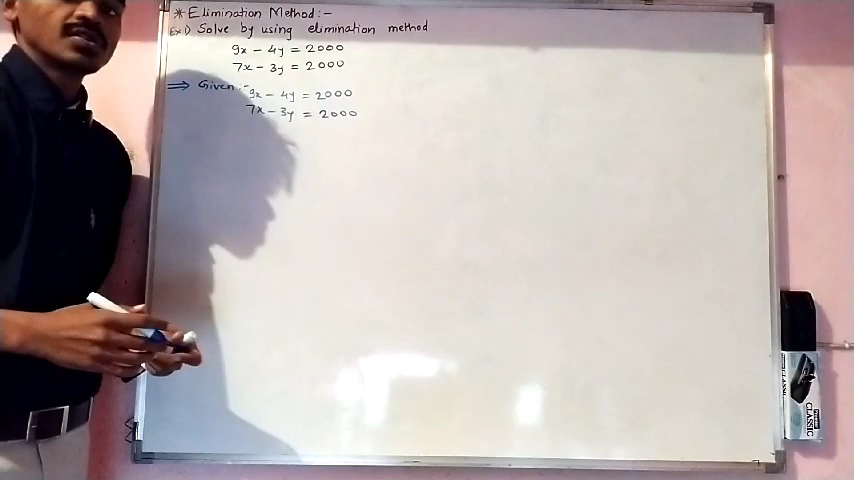 * Elimination Method:-
Ex1) Solve by using elimination method
9x - 4y = 2000
7x - 3y = 2000
⇒ Given:-
9x - 4y = 2000
7x - 3y = 2000
CLASSIC